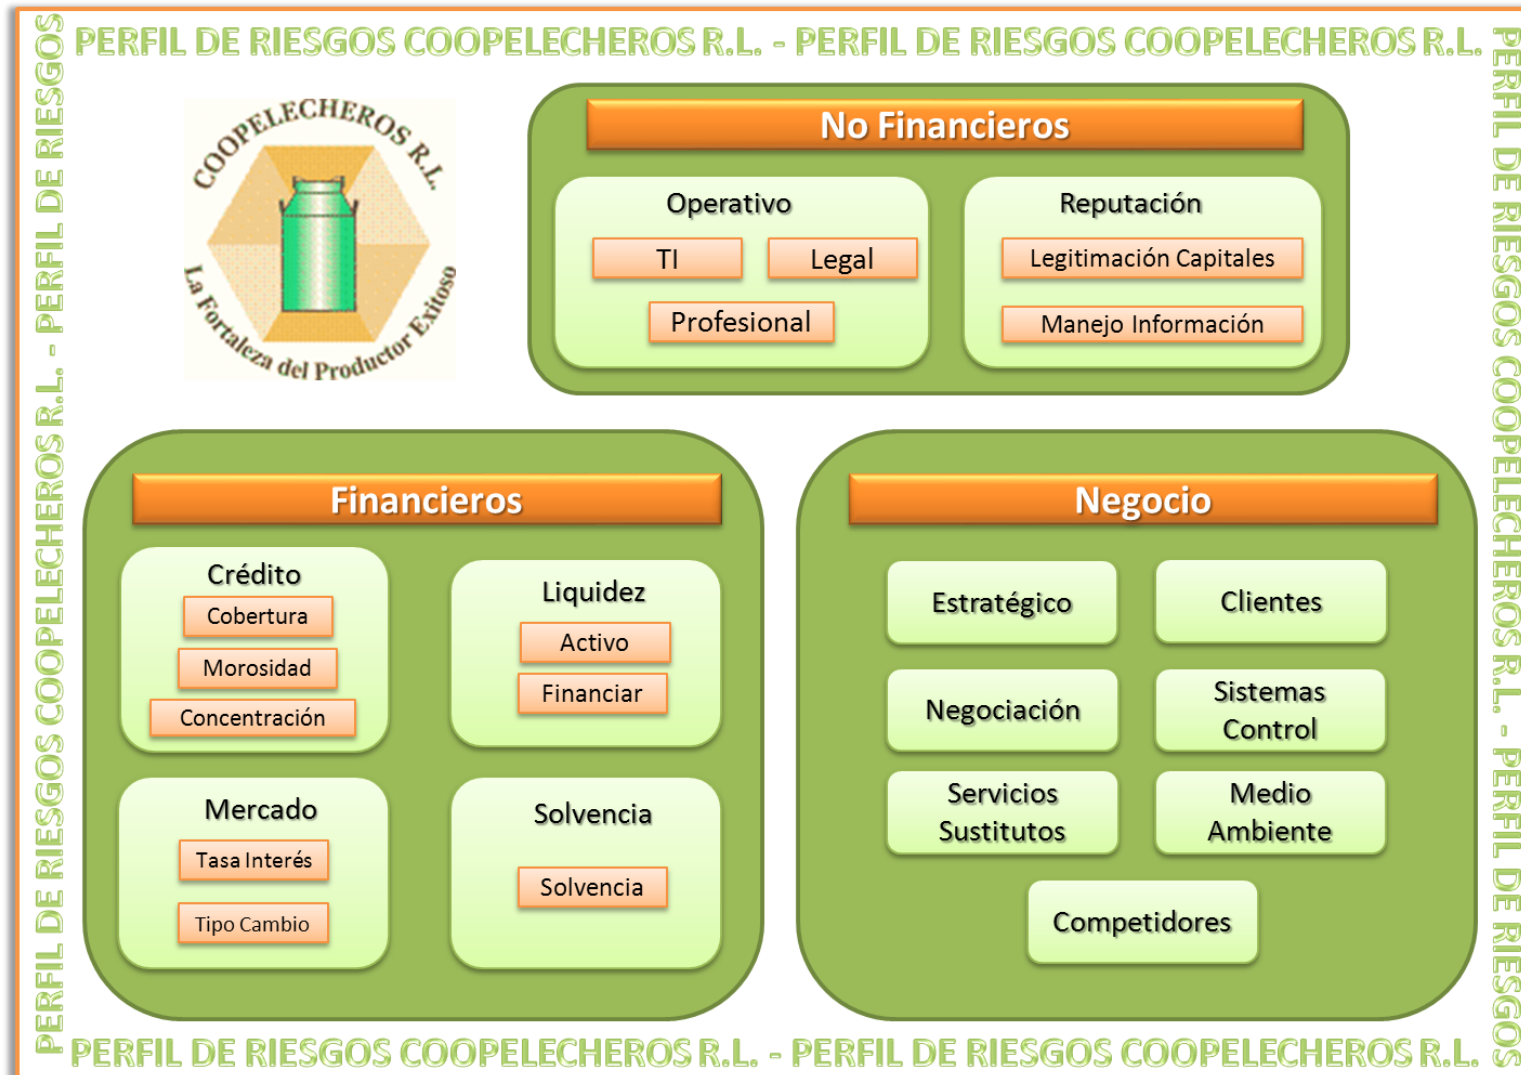 PERFIL DE RIESGOS COOPELECHEROS R.L. - PERFIL DE RIESGOS COOPELECHEROS R.L.
PERFIL DE RIESGOS COOPELECHEROS R.L. - PERFIL DE RIESGOS
COOPELECHEROS R.L.
La Fortaleza del Productor Exitoso
No Financieros
Operativo
TI
Legal
Profesional
Reputación
Legitimación Capitales
Manejo Información
Financieros
Crédito
Cobertura
Morosidad
Concentración
Liquidez
Activo
Financiar
Mercado
Tasa Interés
Tipo Cambio
Solvencia
Solvencia
Negocio
Estratégico
Clientes
Negociación
Sistemas
Control
Servicios
Sustitutos
Medio
Ambiente
Competidores
PERFIL DE RIESGOS COOPELECHEROS R.L. - PERFIL DE RIESGOS
PERFIL DE RIESGOS COOPELECHEROS R.L. - PERFIL DE RIESGOS COOPELECHEROS R.L.